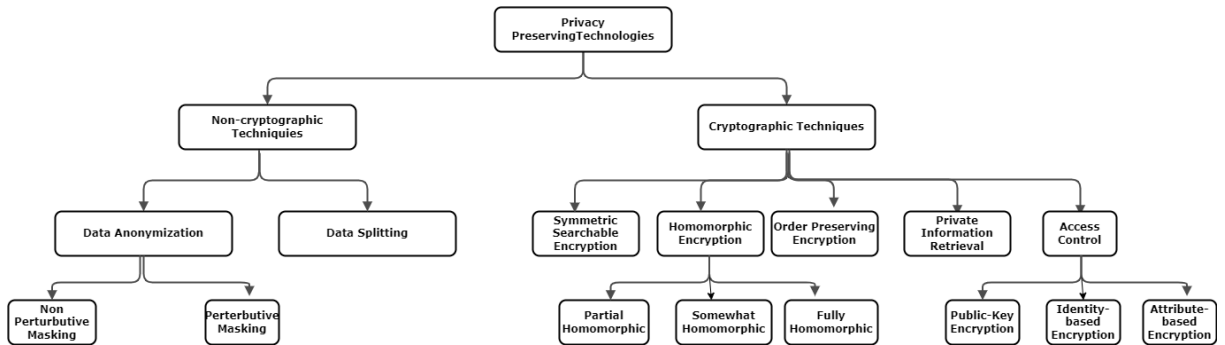 Privacy
PreservingTechnologies
Non-cryptographic
Techniquies
Cryptographic Techniques
Data Anonymization
Data Splitting
Symmetric
Searchable
Encryption
Homomorphic
Encryption
Order Preserving
Encryption
Private
Information
Retrieval
Access
Control
Non
Perturbutive
Masking
Perterbutive
Masking
Partial
Homomorphic
Somewhat
Homomorphic
Fully
Homomorphic
Public-Key
Encryption
Identity-
based
Encryption
Attribute-
based Encryption